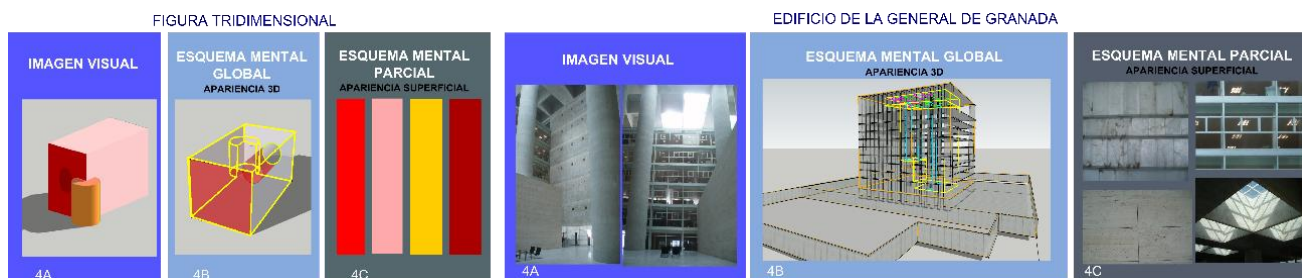 FIGURA TRIDIMENSIONAL
IMAGEN VISUAL
4A
ESQUEMA MENTAL
GLOBAL
APARIENCIA 3D
4B
ESQUEMA MENTAL
PARCIAL
APARIENCIA SUPERFICIAL
4C
EDIFICIO DE LA GENERAL DE GRANADA
IMAGEN VISUAL
4A
ESQUEMA MENTAL GLOBAL
APARIENCIA 3D
4B
ESQUEMA MENTAL PARCIAL
APARIENCIA SUPERFICIAL
4C